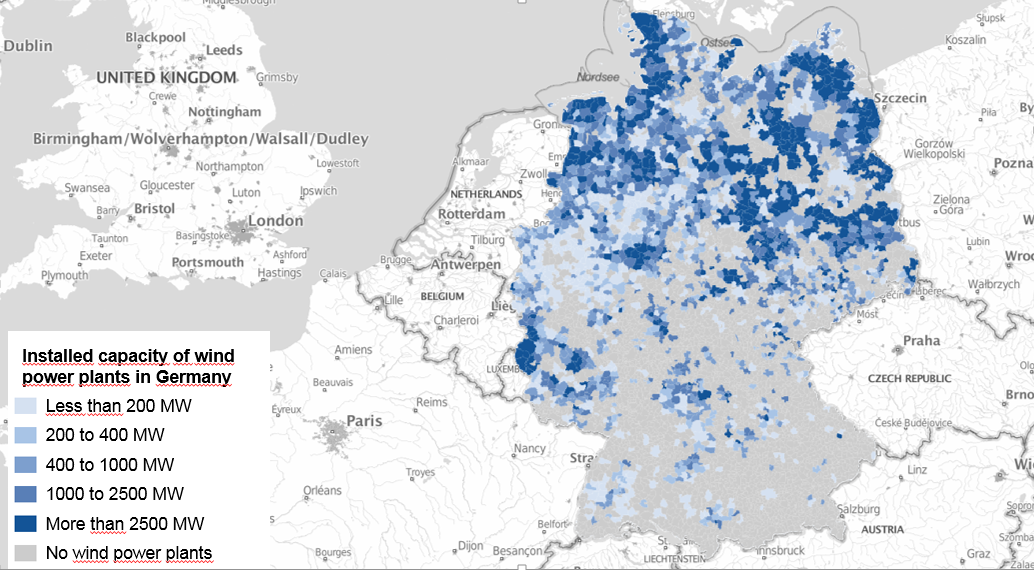 Flensburg
Słupsk
Koszalin
Dublin
Blackpool
Leeds
Ostsee
Nordsee
UNITED KINGDOM
Grimsby
Crewe
Nottingham
Szczecin
Piła
Birmingham/Wolverhampton/Walsall/Dudley
Gorzów
Wielkopolski
Alkmaar
Northampton
Lowestoft
Swansea
Gloucester
Luton
Ipswich
NETHERLANDS
Zielona
Góra
Barry
Bristol
London
Rotterdam
Taunton
Basingstoke
Ashford
Tilburg
Exeter
Portsmouth
Hastings
Plymouth
Calais
Brugge
Antwerpen
Lubin
Wałbrzych
Lille
BELGIUM
Charleroi
Most
Praha
Installed capacity of wind
power plants in Germany
Amiens
CZECH REPUBLIC
Less than 200 MW
Beauvais
Reims
200 to 400 MW
Paris
České Budějovice
400 to 1000 MW
Nancy
Troyes
Linz
1000 to 2500 MW
Orléans
More than 2500 MW
Belfort
Salzburg
AUSTRIA
No wind power plants
Bourges
Dijon
Besançon
LIECHTENSTEIN
Graz